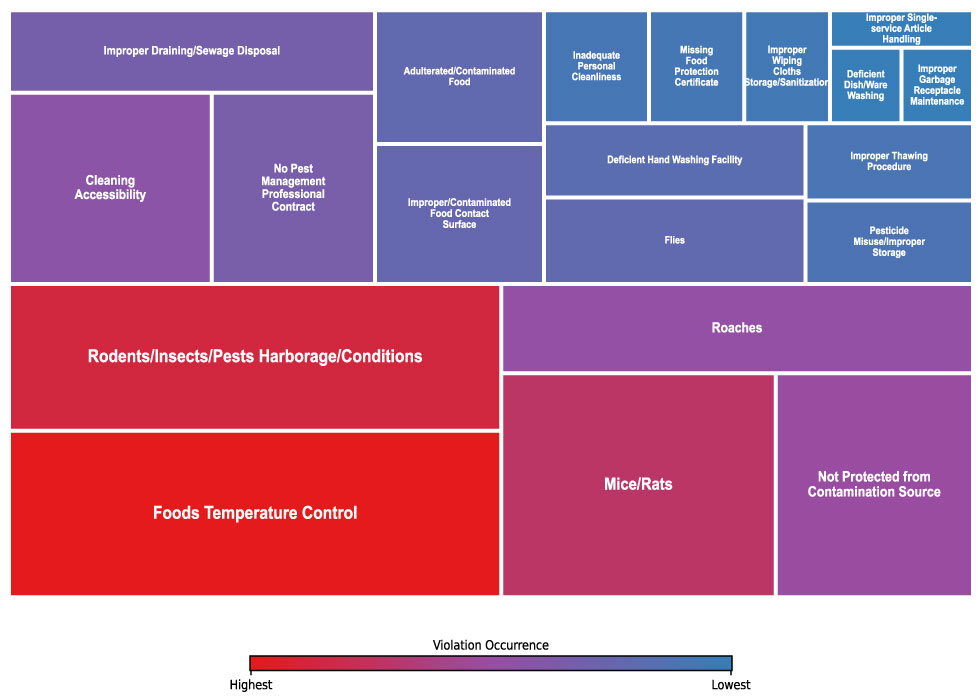 Improper Draining/Sewage Disposal
Cleaning
Accessibility
No Pest
Management
Professional
Contract
Adulterated/Contaminated
Food
Improper/Contaminated
Food Contact
Surface
Inadequate
Personal
Cleanliness
Missing
Food
Protection
Certificate
Improper
Wiping
Cloths
Storage/Sanitization
Improper Single-
service Article
Handling
Deficient
Dish/Ware
Washing
Improper
Garbage
Receptacle
Maintenance
Deficient Hand Washing Facility
Flies
Improper Thawing
Procedure
Pesticide
Misuse/Improper
Storage
Rodents/Insects/Pests Harborage/Conditions
Foods Temperature Control
Roaches
Mice/Rats
Not Protected from
Contamination Source
Violation Occurrence
Highest
Lowest